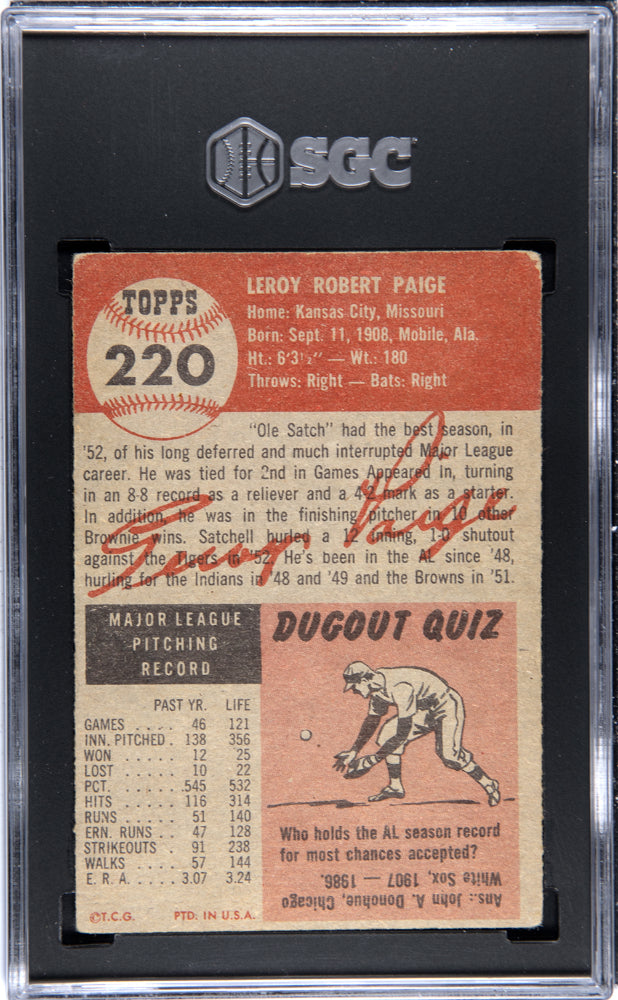 SGC
TOPPS
220
LEROY ROBERT PAIGE
Home: Kansas City, Missouri
Born: Sept. 11, 1908, Mobile, Ala.
Ht.: 6'3½" — Wt.: 180
Throws: Right — Bats: Right
"Ole Satch" had the best season, in
'52, of his long deferred and much interrupted Major League
career. He was tied for 2nd in Games Appeared In, turning
in an 8-8 record as a reliever and a 4-2 mark as a starter.
In addition, he was in the finishing pitcher in 10 other
Brownie wins. Satchell hurled a 12 inning, 1-0 shutout
against the Tigers in '52. He's been in the AL since '48,
hurling for the Indians in '48 and '49 and the Browns in '51.
Leroy Paige
MAJOR LEAGUE
PITCHING
RECORD
PAST YR. LIFE
GAMES .... 46 121
INN. PITCHED . 138 356
WON .... 12 25
LOST .... 10 22
PCT. .... .545 532
HITS .... 116 314
RUNS .... 51 140
ERN. RUNS .. 47 128
STRIKEOUTS . 91 238
WALKS .... 57 144
E. R. A. .... 3.07 3.24
©T.C.G. PTD. IN U.S.A.
DUGOUT QUIZ
Who holds the AL season record
for most chances accepted?
Ans.: John A. Donohue, Chicago
White Sox, 1907 — 1986.